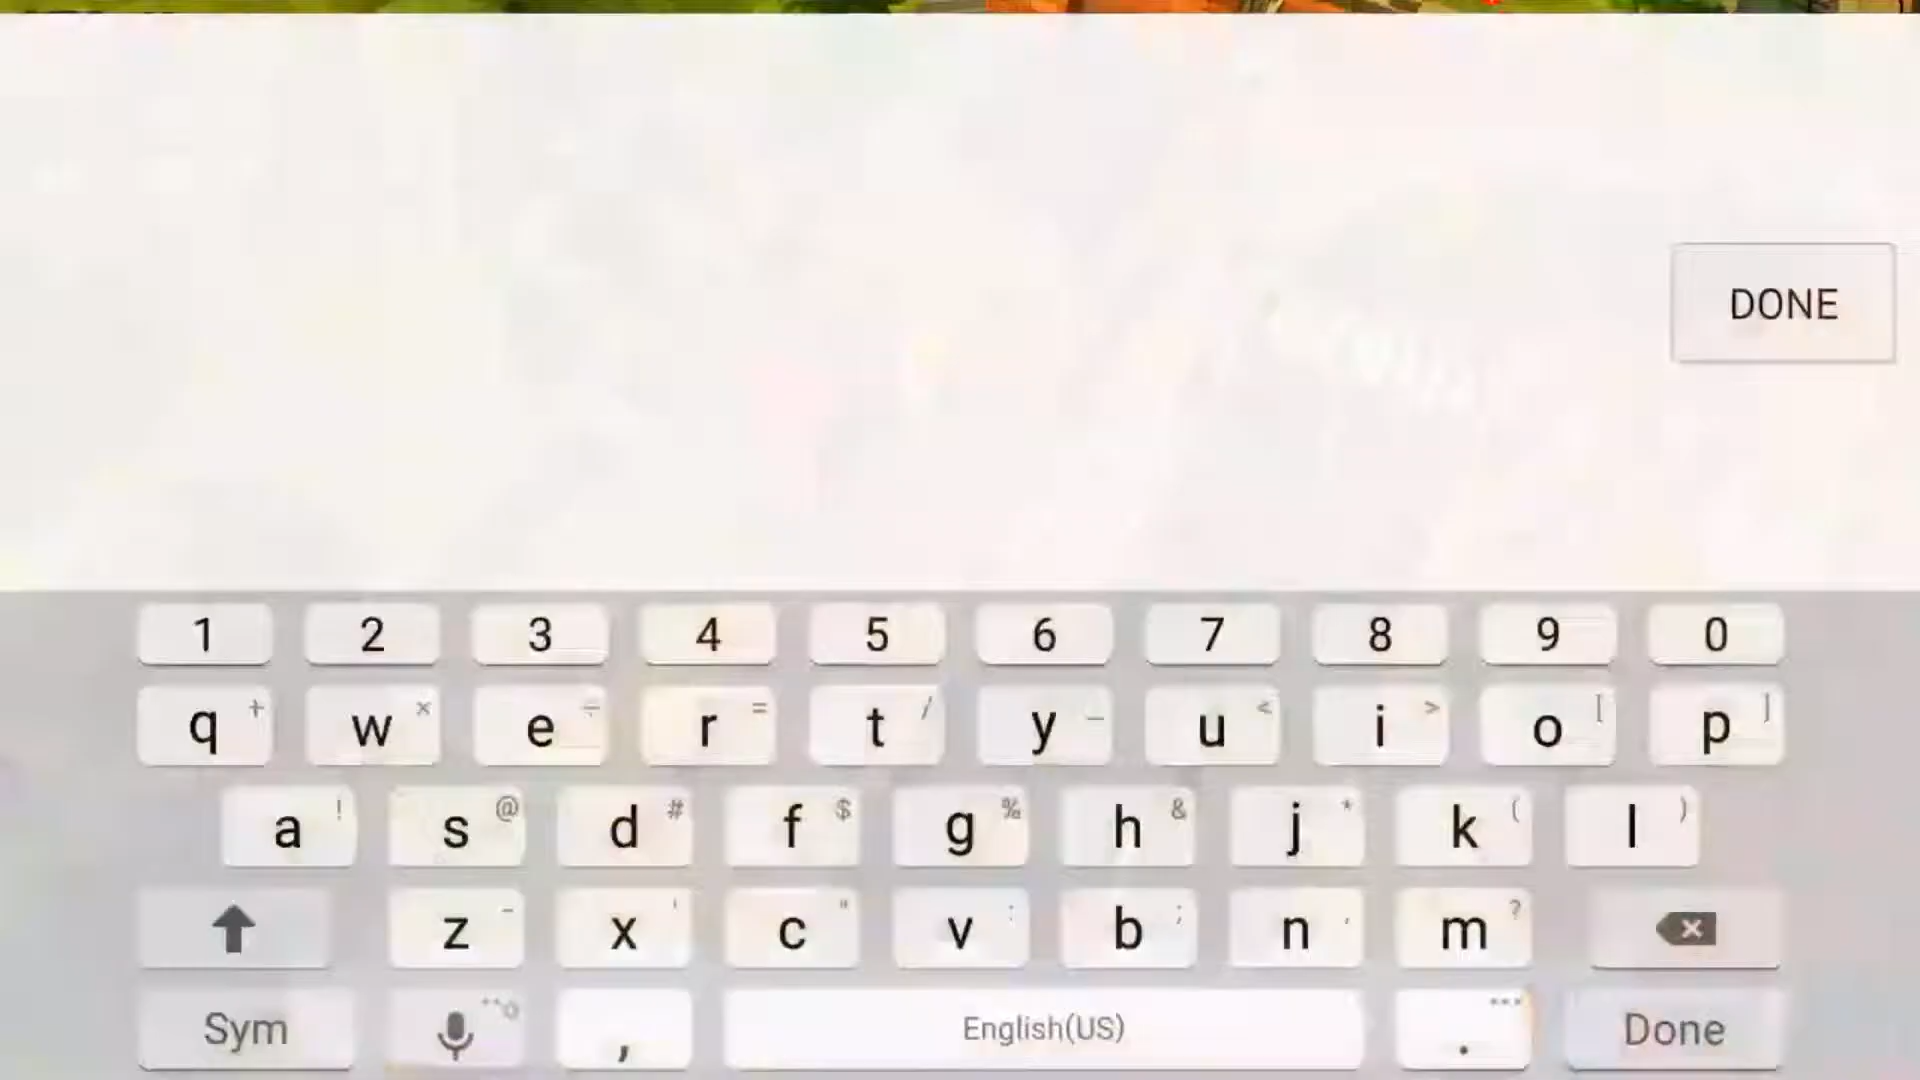 DONE
1 2 3 4 5 6 7 8 9 0
q + w × e ÷ r = t / y _ u < i > o [ p ]
a ! s @ d # f $ g % h & j * k ( l )
z - x ' c " v : b ; n , m ?
Sym , English(US) . Done